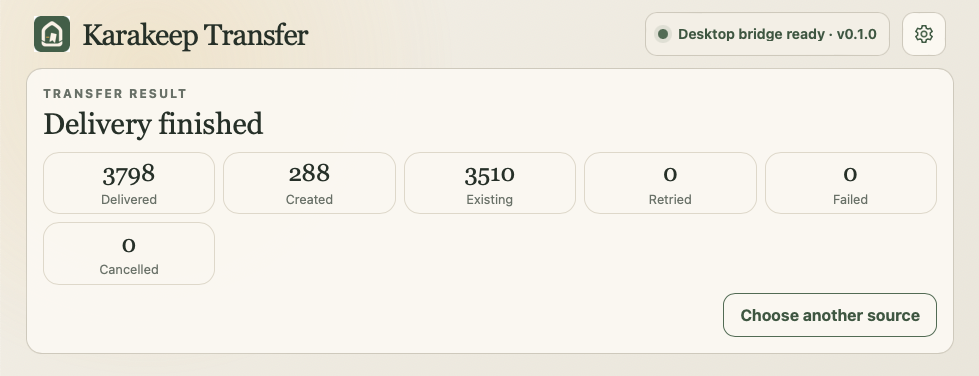 Karakeep Transfer
Desktop bridge ready · v0.1.0
TRANSFER RESULT
Delivery finished
3798
Delivered
288
Created
3510
Existing
0
Retried
0
Failed
0
Cancelled
Choose another source